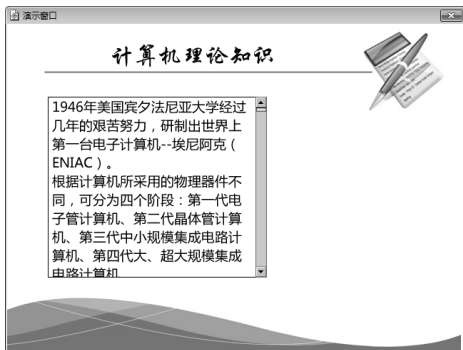 演示窗口
计算机理论知识
1946年美国宾夕法尼亚大学经过
几年的艰苦努力，研制出世界上
第一台电子计算机--埃尼阿克（
ENIAC）。
根据计算机所采用的物理器件不
同，可分为四个阶段：第一代电
子管计算机、第二代晶体管计算
机、第三代中小规模集成电路计
算机、第四代大、超大规模集成
电路计算机